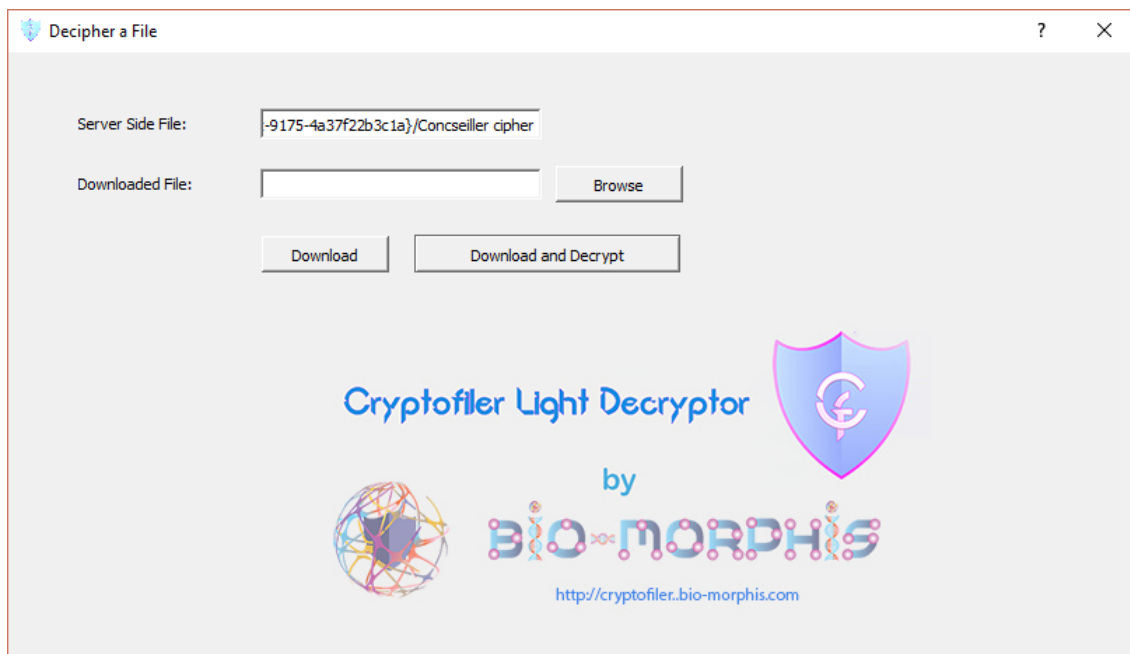 Decipher a File
?
Server Side File:
-9175-4a37f22b3c1a}/Concseiller cipher
Downloaded File:
Browse
Download
Download and Decrypt
Cryptofiler Light Decryptor
by
BIO-MORPHIS
http://cryptofiler..bio-morphis.com